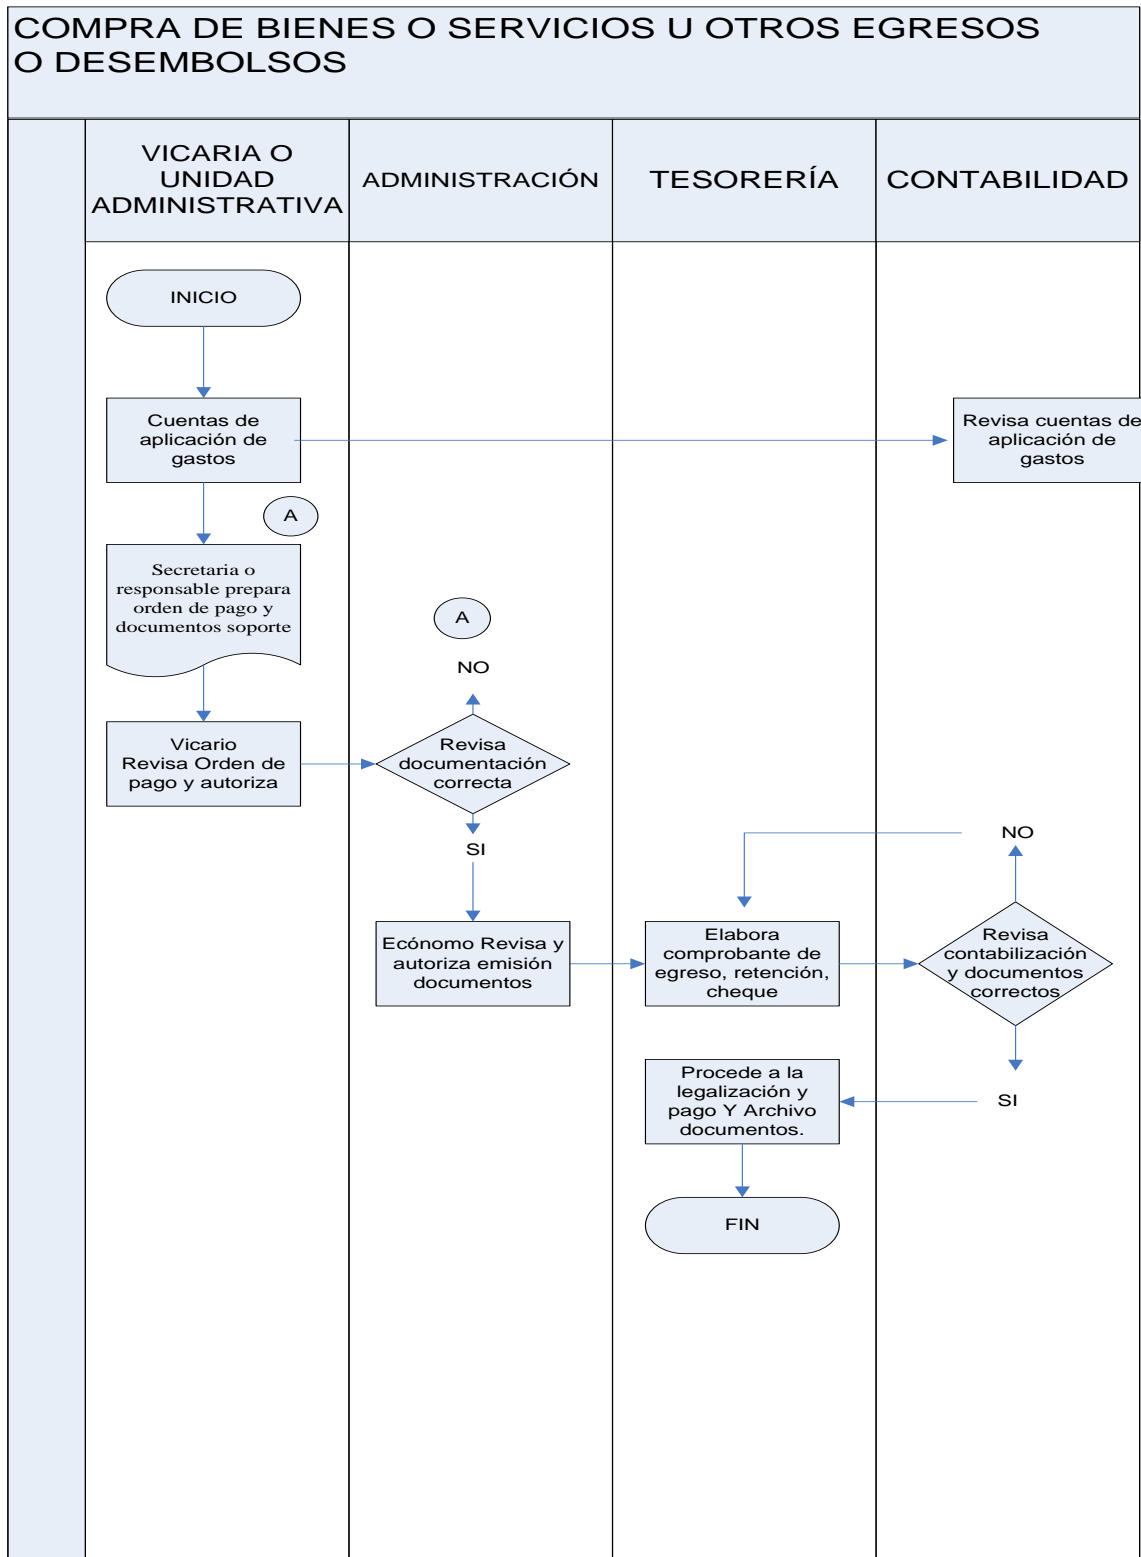 COMPRA DE BIENES O SERVICIOS U OTROS EGRESOS
O DESEMBOLSOS
VICARIA O
UNIDAD
ADMINISTRATIVA
ADMINISTRACIÓN
TESORERÍA
CONTABILIDAD
INICIO
Cuentas de
aplicación de
gastos
Revisa cuentas de
aplicación de
gastos
A
Secretaria o
responsable prepara
orden de pago y
documentos soporte
A
NO
Vicario
Revisa Orden de
pago y autoriza
Revisa
documentación
correcta
SI
NO
Ecónomo Revisa y
autoriza emisión
documentos
Elabora
comprobante de
egreso, retención,
cheque
Revisa
contabilización
y documentos
correctos
Procede a la
legalización y
pago Y Archivo
documentos.
SI
FIN